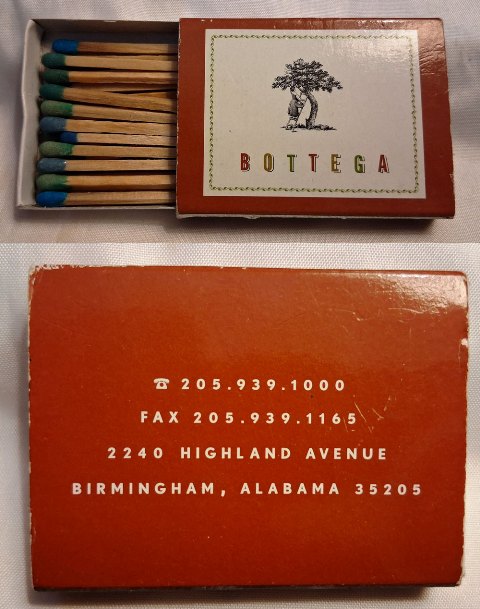 BOTTEGA
☎ 205.939.1000
FAX 205.939.1165
2240 HIGHLAND AVENUE
BIRMINGHAM, ALABAMA 35205